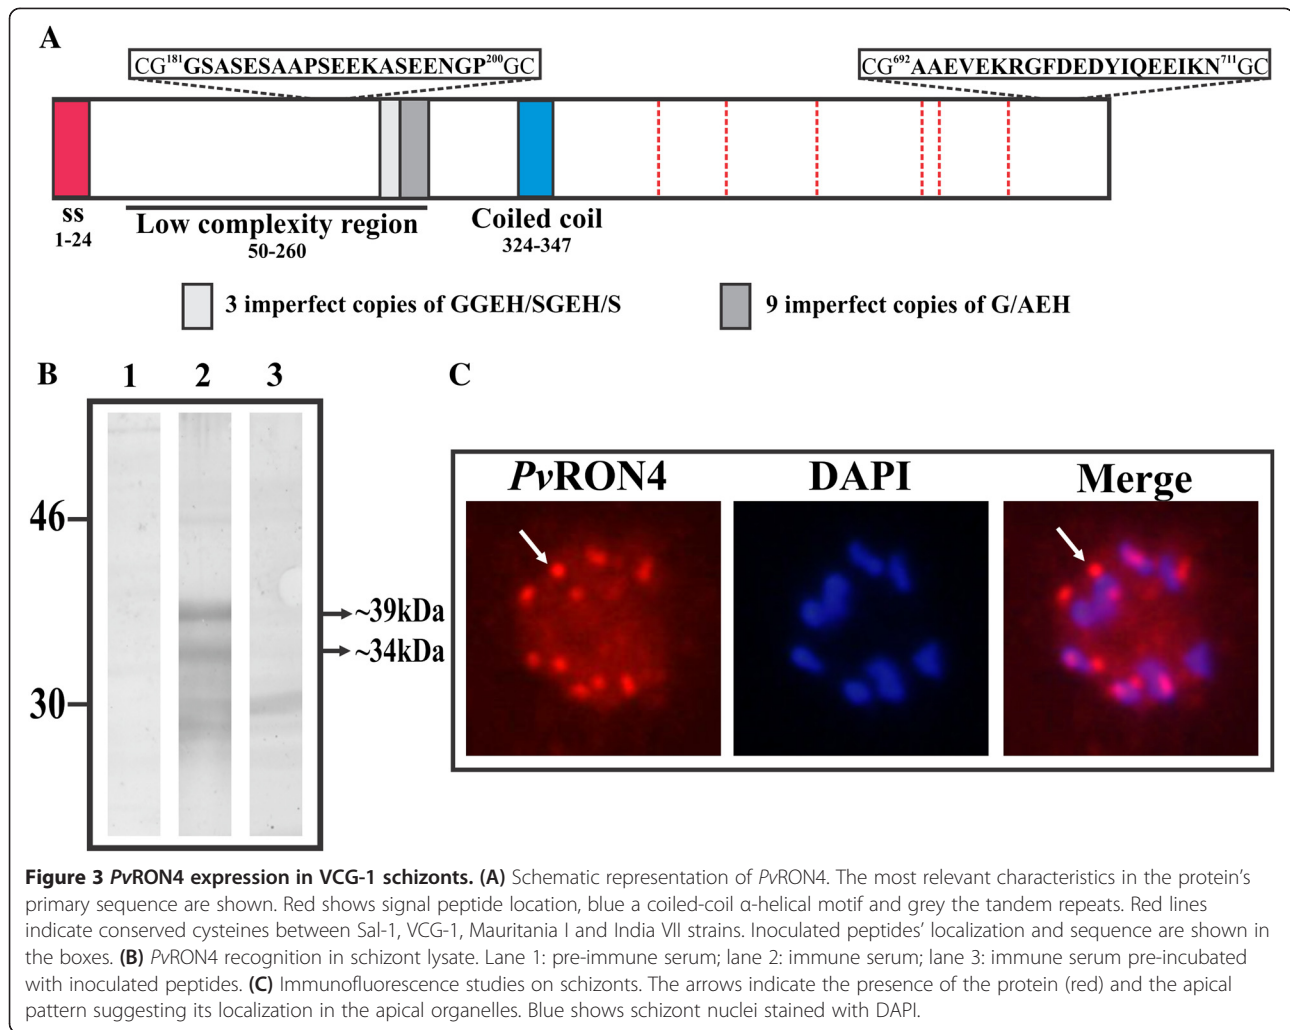 A
CG¹⁸¹GSASESAAPSEEKASEENGP²⁰⁰GC
CG⁶⁹²AAEVEKRGFDEDYIQEEIKN⁷¹¹GC
ss
1-24
Low complexity region
50-260
Coiled coil
324-347
3 imperfect copies of GGEH/SGEH/S
9 imperfect copies of G/AEH
B
1 2 3
46
30
~39kDa
~34kDa
C
PvRON4 DAPI Merge
Figure 3 PvRON4 expression in VCG-1 schizonts. (A) Schematic representation of PvRON4. The most relevant characteristics in the protein's
primary sequence are shown. Red shows signal peptide location, blue a coiled-coil α-helical motif and grey the tandem repeats. Red lines
indicate conserved cysteines between Sal-1, VCG-1, Mauritania I and India VII strains. Inoculated peptides' localization and sequence are shown in
the boxes. (B) PvRON4 recognition in schizont lysate. Lane 1: pre-immune serum; lane 2: immune serum; lane 3: immune serum pre-incubated
with inoculated peptides. (C) Immunofluorescence studies on schizonts. The arrows indicate the presence of the protein (red) and the apical
pattern suggesting its localization in the apical organelles. Blue shows schizont nuclei stained with DAPI.